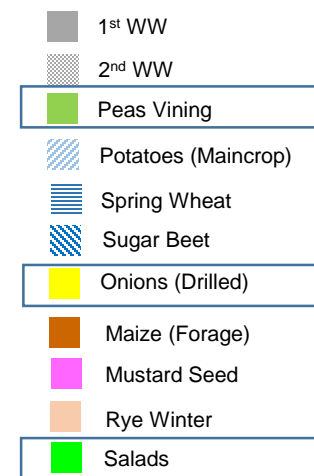 1st WW
2nd WW
Peas Vining
Potatoes (Maincrop)
Spring Wheat
Sugar Beet
Onions (Drilled)
Maize (Forage)
Mustard Seed
Rye Winter
Salads